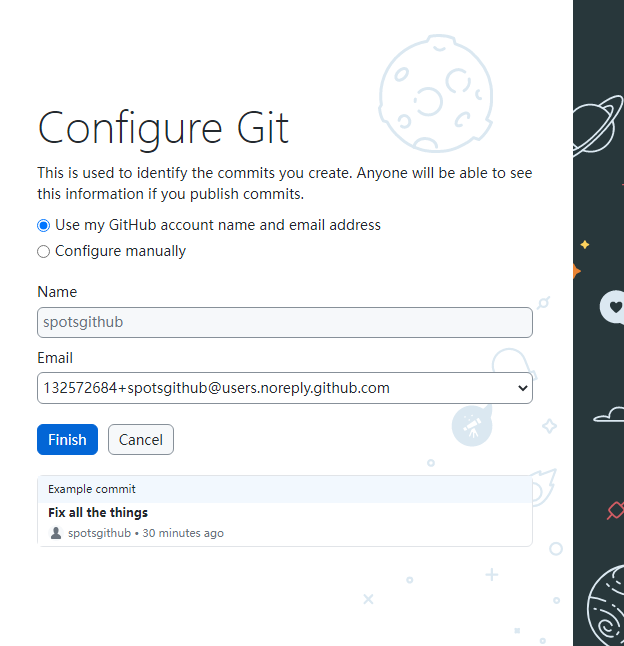 Configure Git
This is used to identify the commits you create. Anyone will be able to see
this information if you publish commits.
Use my GitHub account name and email address
Configure manually
Name
spotsgithub
Email
132572684+spotsgithub@users.noreply.github.com
Finish Cancel
Example commit
Fix all the things
spotsgithub • 30 minutes ago